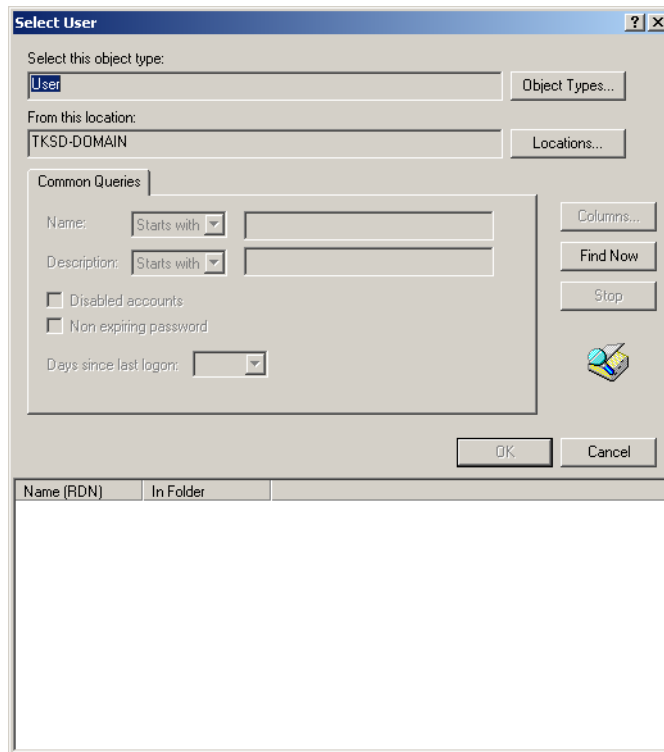 Select User
Select this object type:
User
Object Types...
From this location:
TKSD-DOMAIN
Locations...
Common Queries
Name: Starts with
Columns...
Find Now
Description: Starts with
Stop
Disabled accounts
Non expiring password
Days since last logon:
OK Cancel
Name (RDN) In Folder